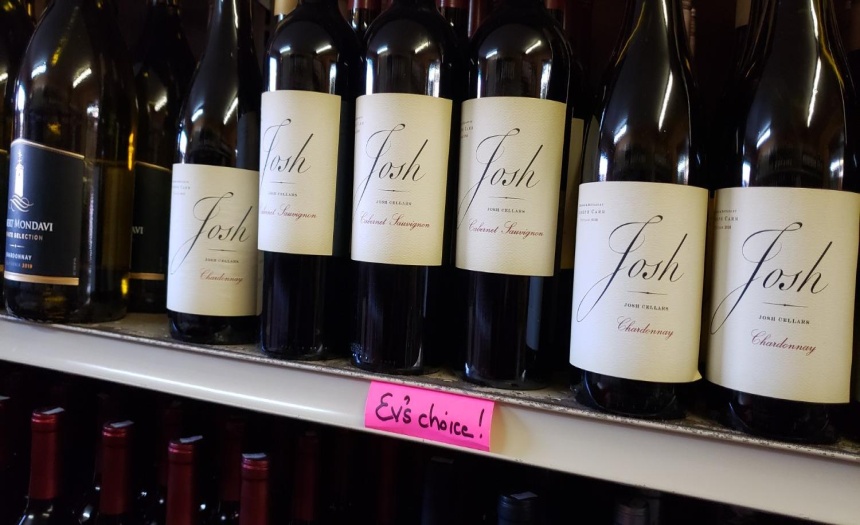 MONDAVI
SELECTION
Josh
JOSH CELLARS
Chardonnay
Josh
JOSH CELLARS
Cabernet Sauvignon
Josh
JOSH CELLARS
Cabernet Sauvignon
Josh
JOSH CELLARS
Cabernet Sauvignon
Josh
JOSH CELLARS
Chardonnay
Josh
JOSH CELLARS
Chardonnay
Ev's choice!